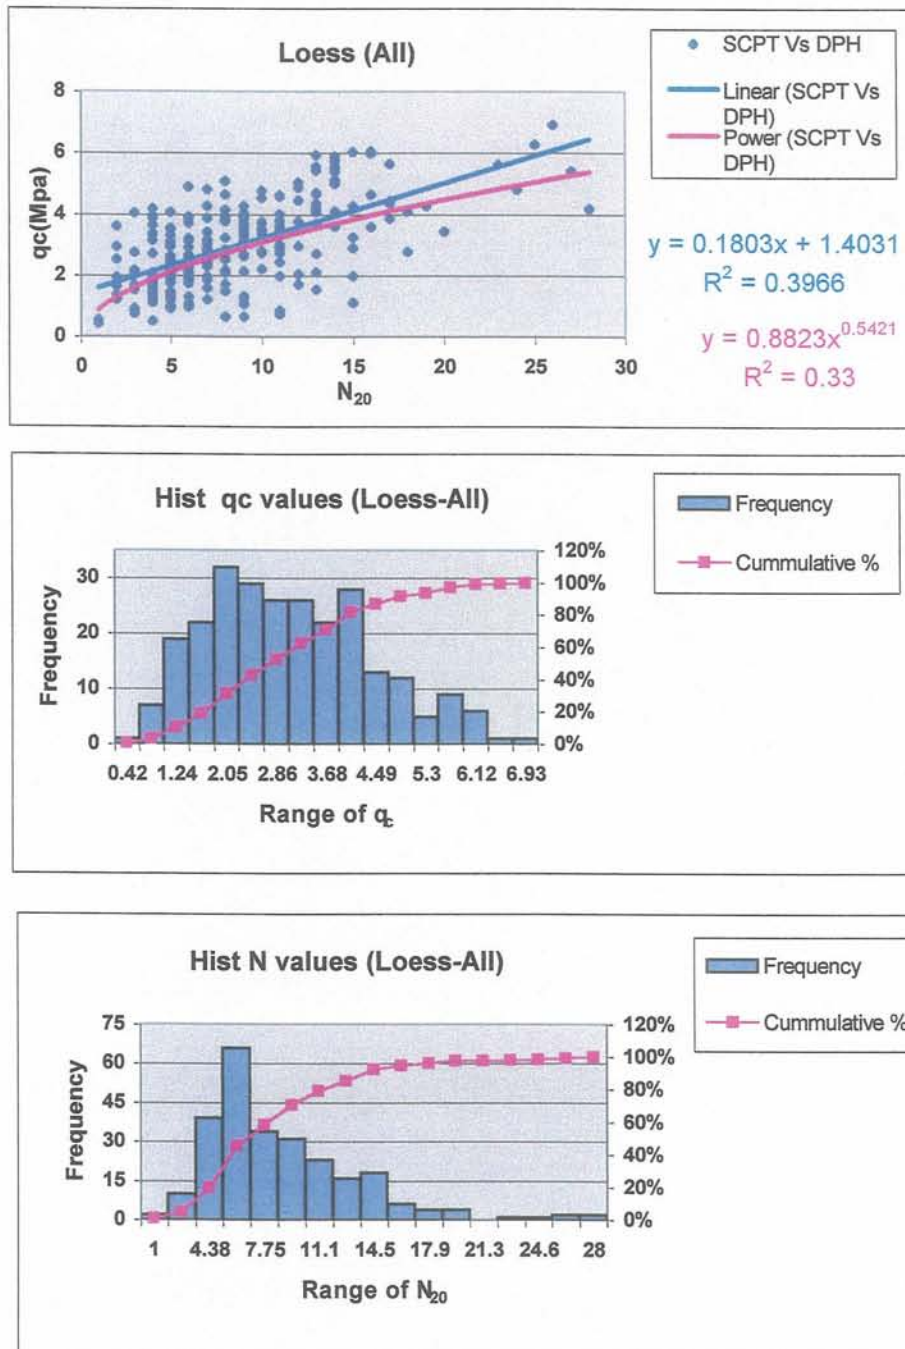 Loess (All)
SCPT Vs DPH
Linear (SCPT Vs
DPH)
Power (SCPT Vs
DPH)
8
6
4
2
0
qc(Mpa)
0 5 10 15 20 25 30
N20
y = 0.1803x + 1.4031
R² = 0.3966
y = 0.8823x^0.5421
R² = 0.33
Hist qc values (Loess-All)
Frequency
Cummulative %
30
20
10
0
Frequency
120%
100%
80%
60%
40%
20%
0%
0.42 1.24 2.05 2.86 3.68 4.49 5.3 6.12 6.93
Range of qc
Hist N values (Loess-All)
Frequency
Cummulative %
75
60
45
30
15
0
Frequency
120%
100%
80%
60%
40%
20%
0%
1 4.38 7.75 11.1 14.5 17.9 21.3 24.6 28
Range of N20